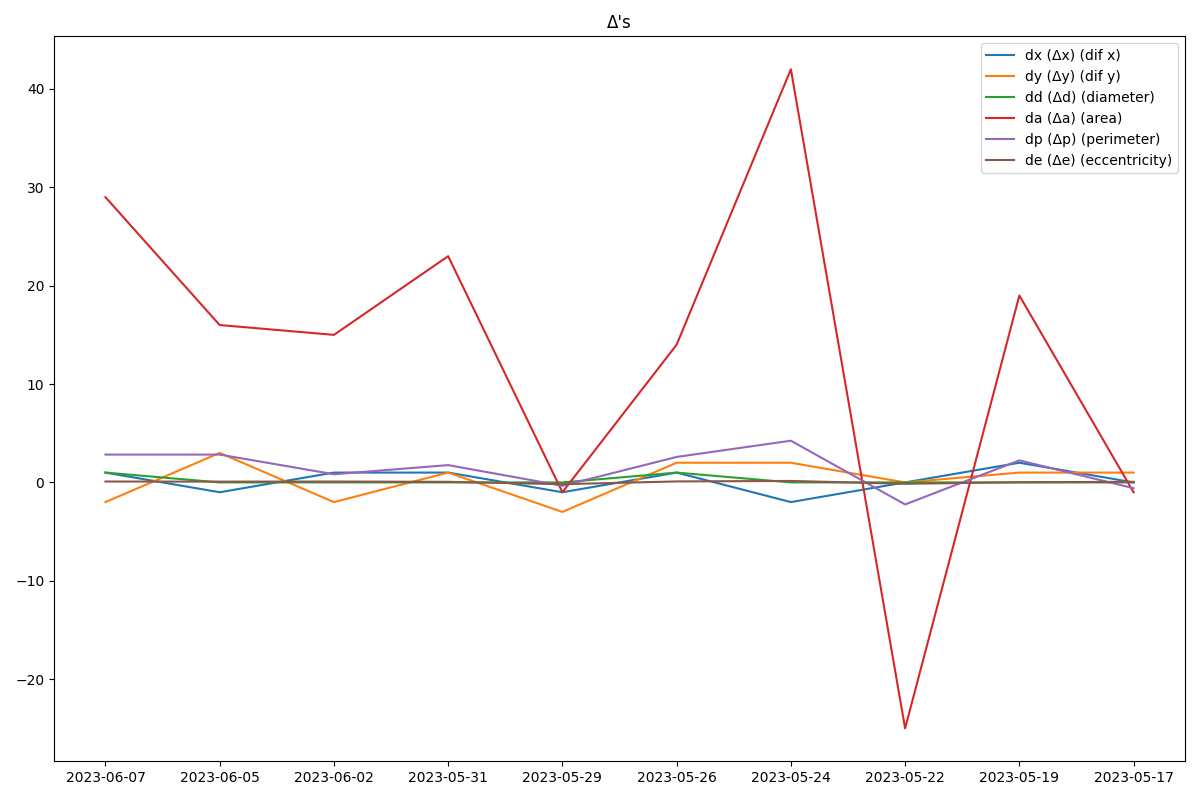 Δ's
dx (Δx) (dif x)
dy (Δy) (dif y)
dd (Δd) (diameter)
da (Δa) (area)
dp (Δp) (perimeter)
de (Δe) (eccentricity)
40
30
20
10
0
−10
−20
2023-06-07 2023-06-05 2023-06-02 2023-05-31 2023-05-29 2023-05-26 2023-05-24 2023-05-22 2023-05-19 2023-05-17